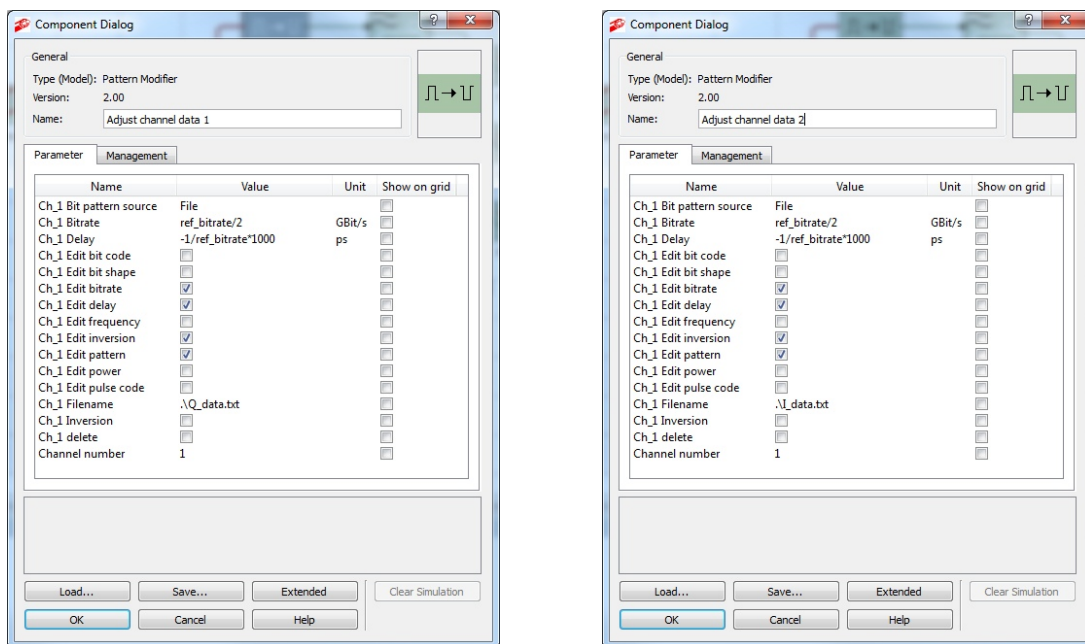 Component Dialog
General
Type (Model): Pattern Modifier
Version: 2.00
Name: Adjust channel data 1
Parameter Management
Name Value Unit Show on grid
Ch_1 Bit pattern source File
Ch_1 Bitrate ref_bitrate/2 GBit/s
Ch_1 Delay -1/ref_bitrate*1000 ps
Ch_1 Edit bit code
Ch_1 Edit bit shape
Ch_1 Edit bitrate
Ch_1 Edit delay
Ch_1 Edit frequency
Ch_1 Edit inversion
Ch_1 Edit pattern
Ch_1 Edit power
Ch_1 Edit pulse code
Ch_1 Filename .\Q_data.txt
Ch_1 Inversion
Ch_1 delete
Channel number 1
Load... Save... Extended Clear Simulation
OK Cancel Help
Component Dialog
General
Type (Model): Pattern Modifier
Version: 2.00
Name: Adjust channel data 2
Parameter Management
Name Value Unit Show on grid
Ch_1 Bit pattern source File
Ch_1 Bitrate ref_bitrate/2 GBit/s
Ch_1 Delay -1/ref_bitrate*1000 ps
Ch_1 Edit bit code
Ch_1 Edit bit shape
Ch_1 Edit bitrate
Ch_1 Edit delay
Ch_1 Edit frequency
Ch_1 Edit inversion
Ch_1 Edit pattern
Ch_1 Edit power
Ch_1 Edit pulse code
Ch_1 Filename .\I_data.txt
Ch_1 Inversion
Ch_1 delete
Channel number 1
Load... Save... Extended Clear Simulation
OK Cancel Help